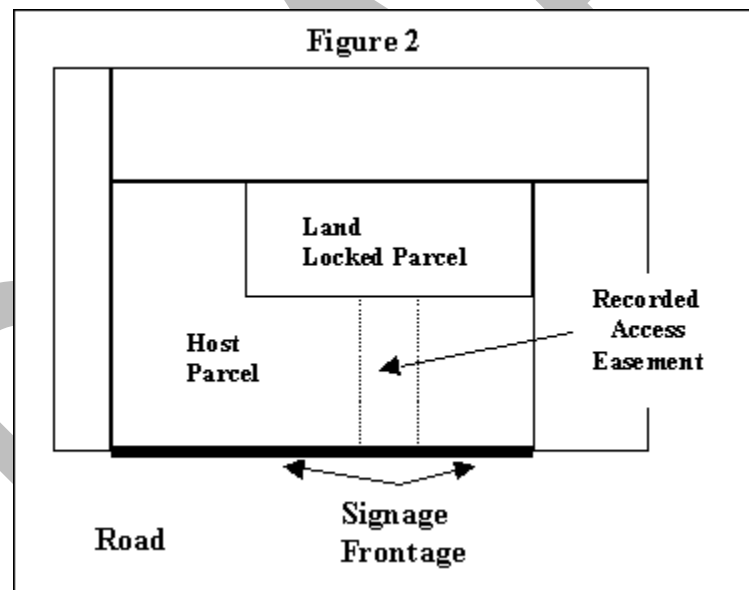 Figure 2
Land
Locked Parcel
Recorded
Access
Easement
Host
Parcel
Signage
Frontage
Road